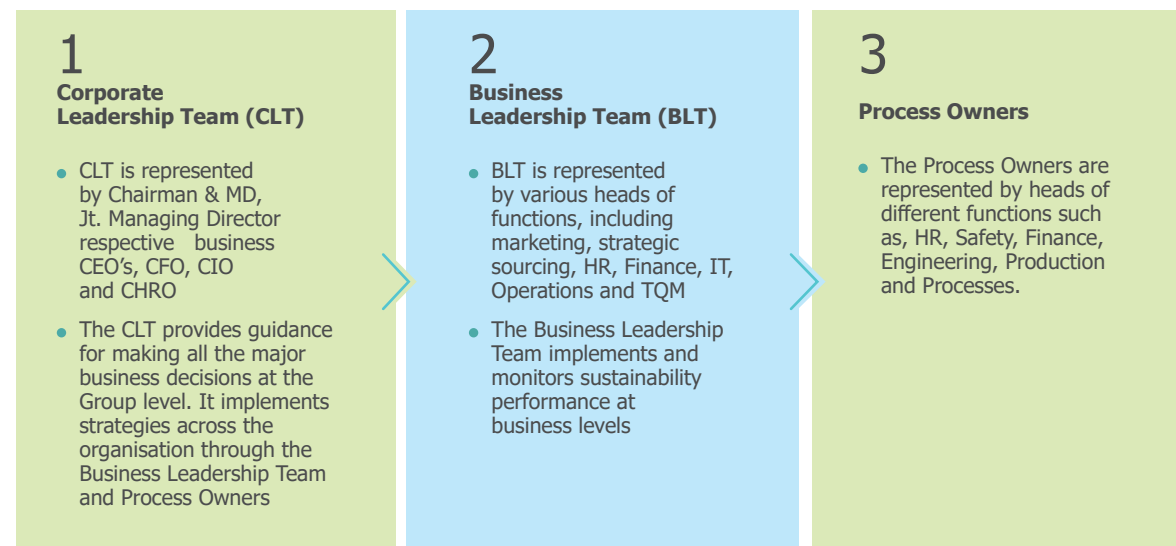 1
Corporate
Leadership Team (CLT)
● CLT is represented
by Chairman & MD,
Jt. Managing Director
respective business
CEO's, CFO, CIO
and CHRO
● The CLT provides guidance
for making all the major
business decisions at the
Group level. It implements
strategies across the
organisation through the
Business Leadership Team
and Process Owners
2
Business
Leadership Team (BLT)
● BLT is represented
by various heads of
functions, including
marketing, strategic
sourcing, HR, Finance, IT,
Operations and TQM
● The Business Leadership
Team implements and
monitors sustainability
performance at
business levels
3
Process Owners
● The Process Owners are
represented by heads of
different functions such
as, HR, Safety, Finance,
Engineering, Production
and Processes.